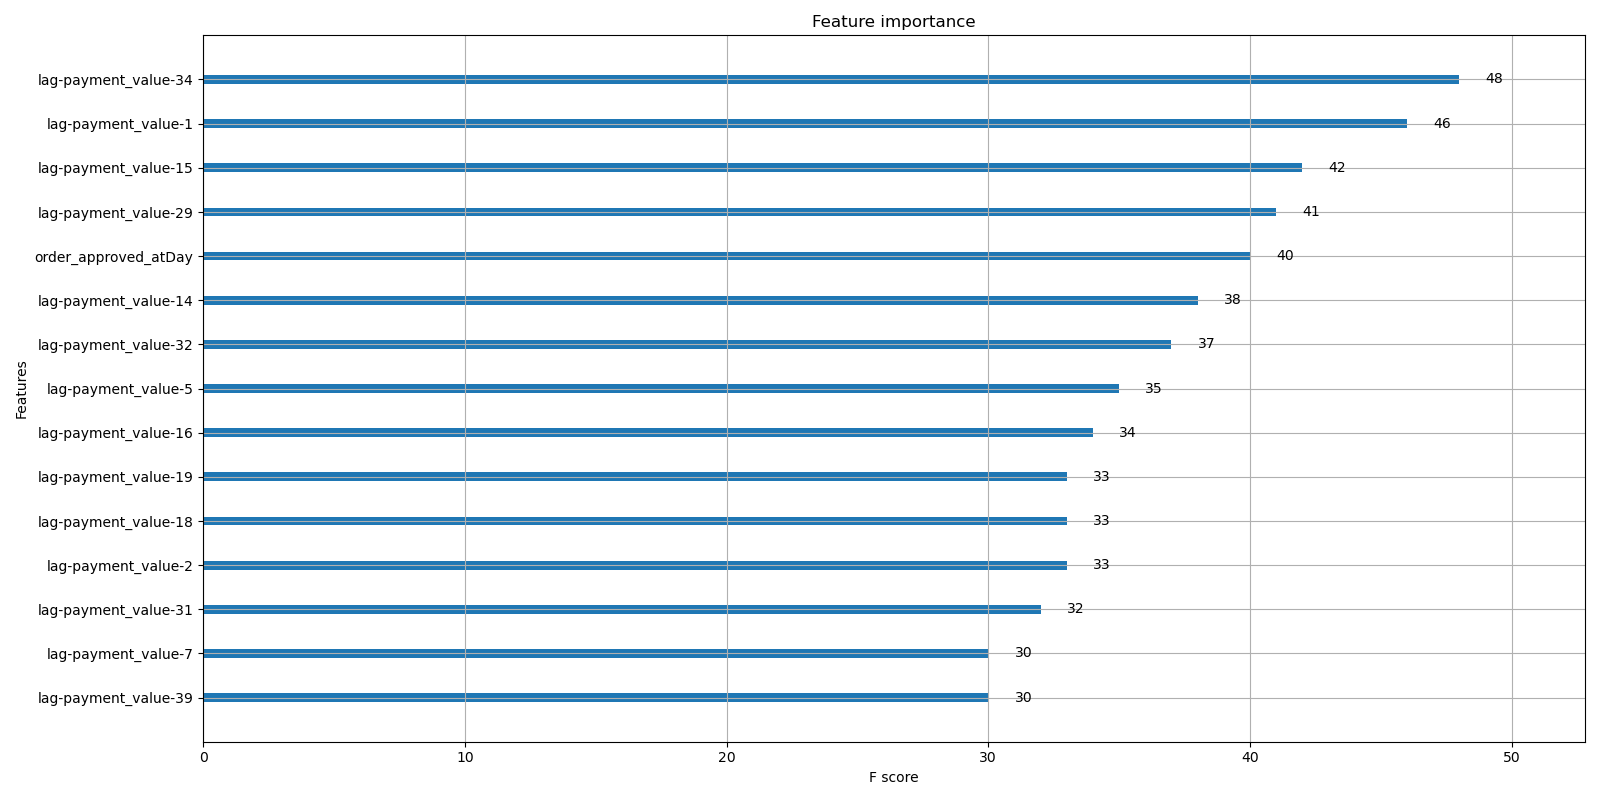 Feature importance
lag-payment_value-34 48
lag-payment_value-1 46
lag-payment_value-15 42
lag-payment_value-29 41
order_approved_atDay 40
lag-payment_value-14 38
lag-payment_value-32 37
lag-payment_value-5 35
lag-payment_value-16 34
lag-payment_value-19 33
lag-payment_value-18 33
lag-payment_value-2 33
lag-payment_value-31 32
lag-payment_value-7 30
lag-payment_value-39 30
Features
0 10 20 30 40 50
F score